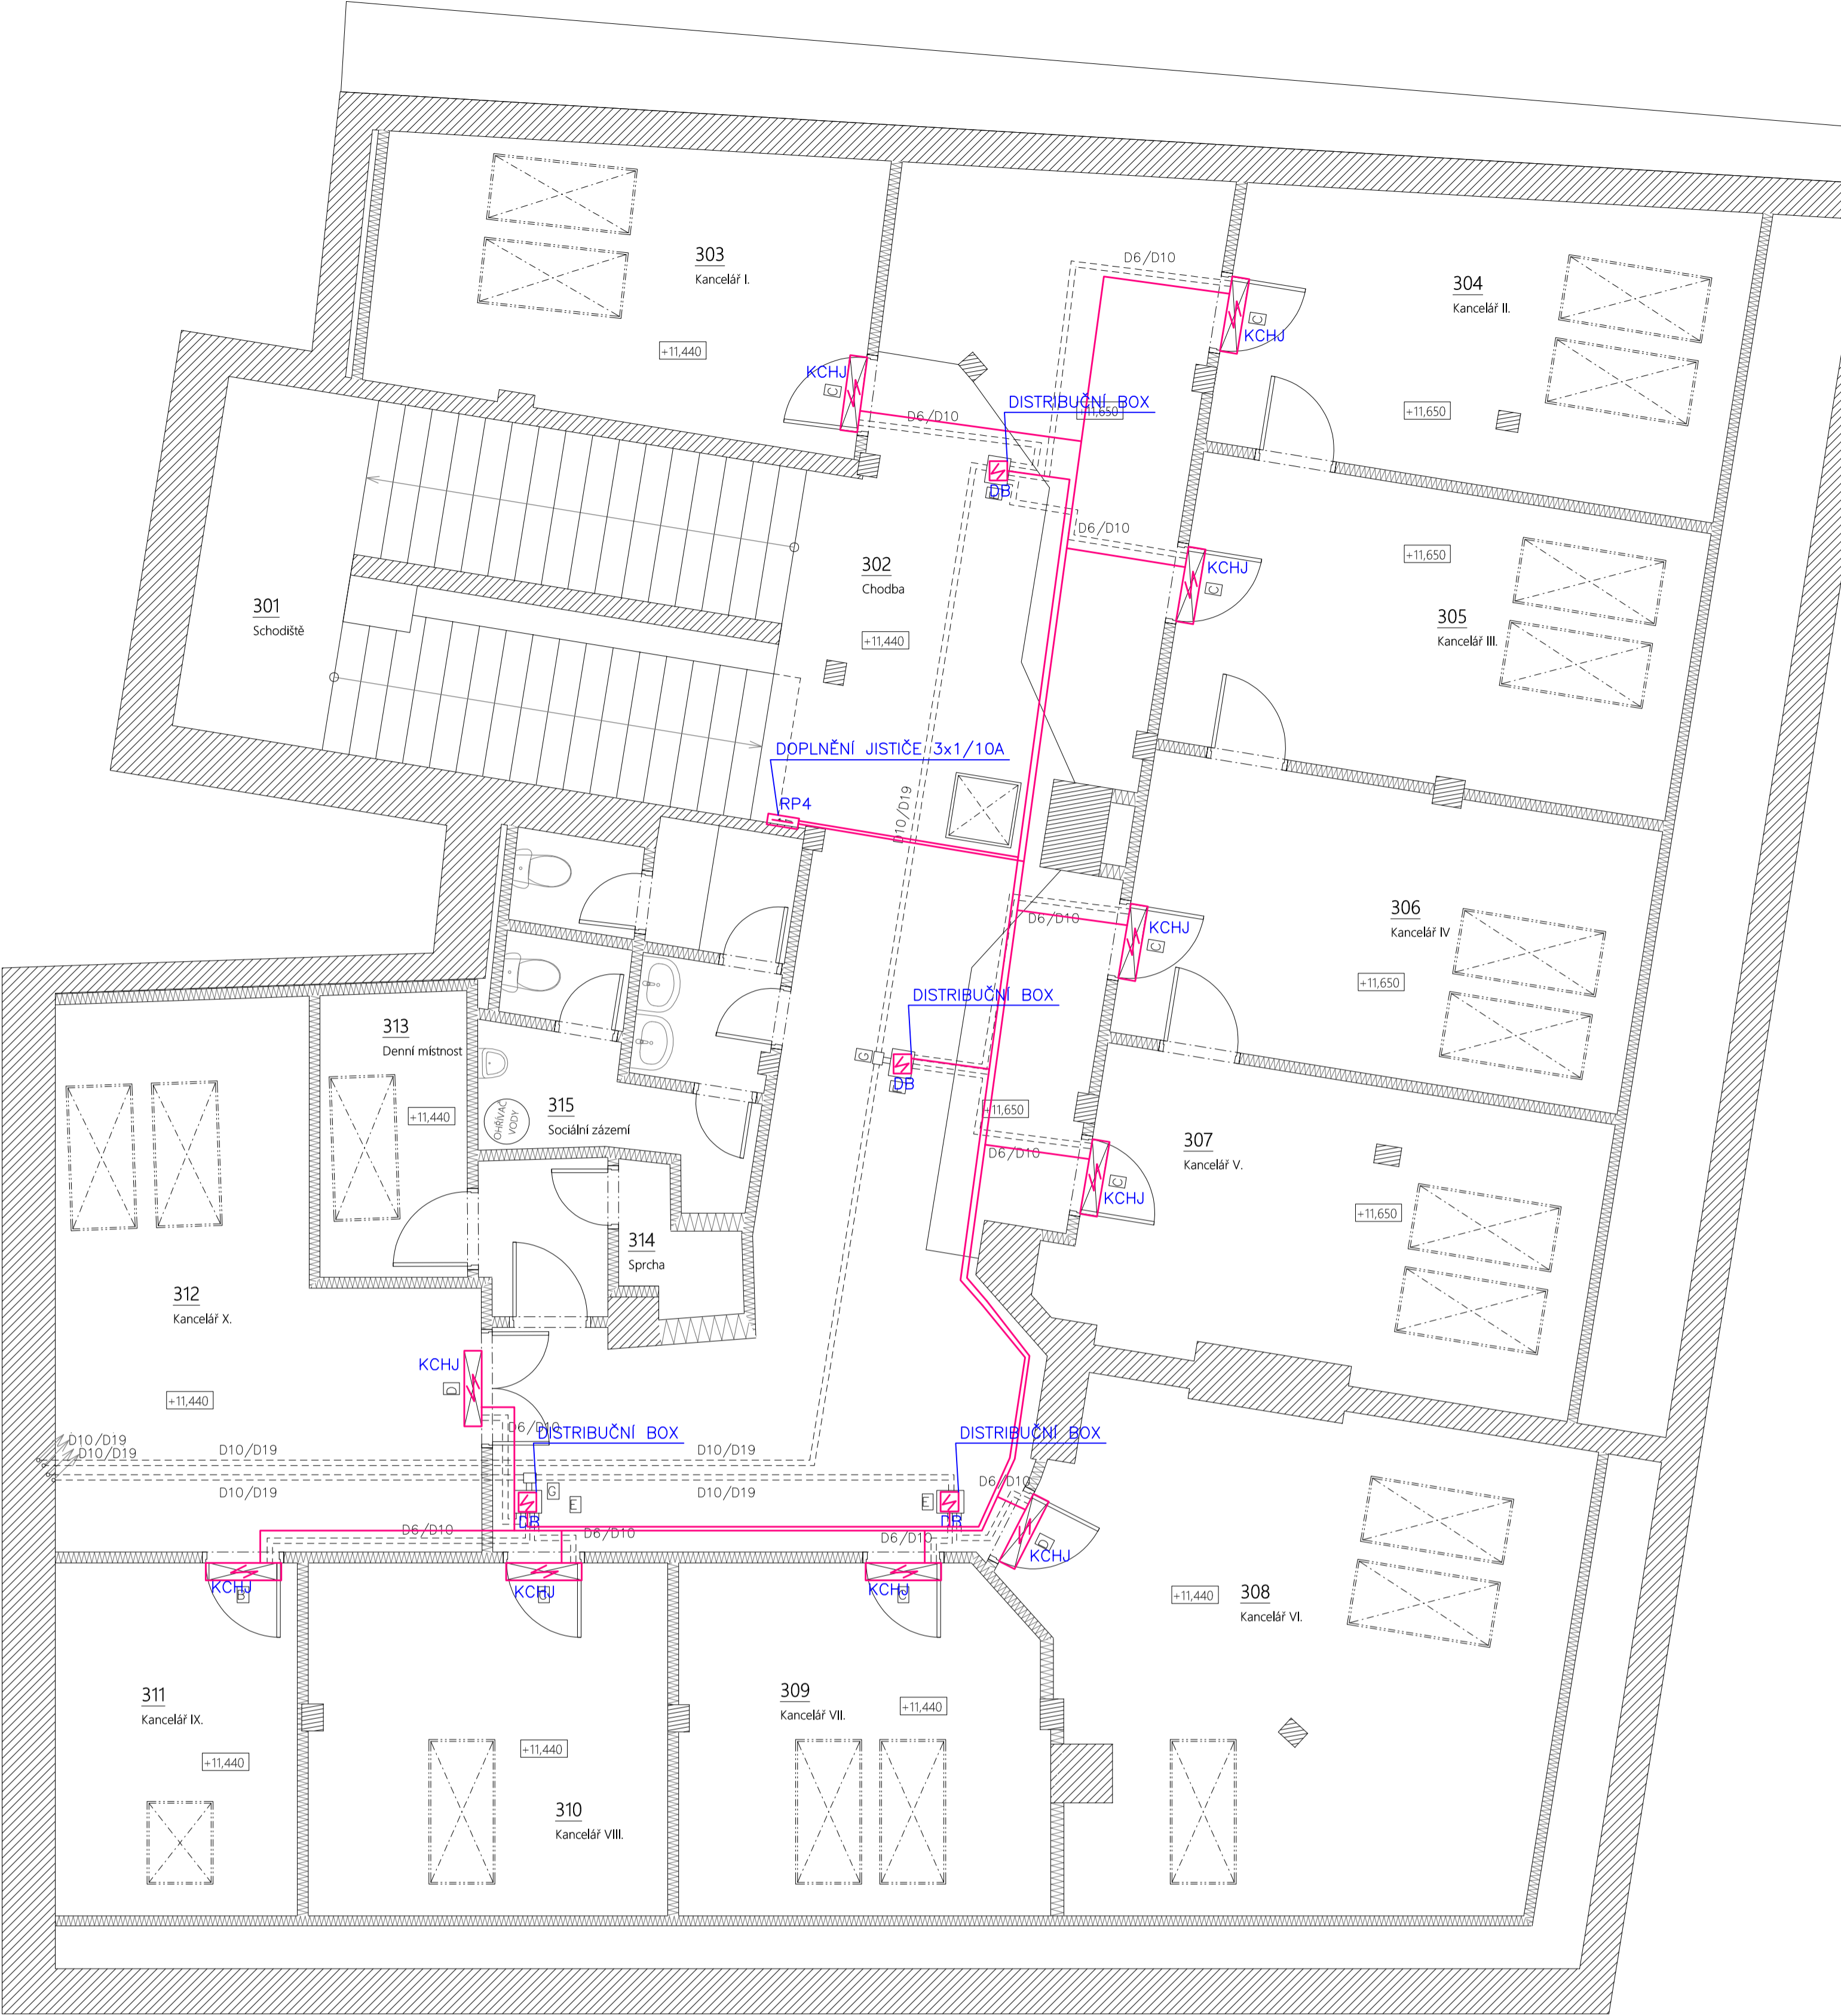 303
Kancelář I.
+11,440
KCHJ
C
D6/D10
D6/D10
C
KCHJ
304
Kancelář II.
+11,650
DISTRIBUČNÍ BOX
+11,650
DB
D6/D10
KCHJ
C
+11,650
305
Kancelář III.
302
Chodba
+11,440
301
Schodiště
DOPLNĚNÍ JISTIČE 3x1/10A
RP4
D10/D19
D6/D10
KCHJ
C
306
Kancelář IV
+11,650
DISTRIBUČNÍ BOX
G
DB
+11,650
D6/D10
C
KCHJ
307
Kancelář V.
+11,650
313
Denní místnost
+11,440
OHŘÍVAČ
VODY
315
Sociální zázemí
314
Sprcha
312
Kancelář X.
+11,440
KCHJ
D
D6/D10
DISTRIBUČNÍ BOX
DISTRIBUČNÍ BOX
D10/D19
D10/D19
D10/D19
D10/D19
D10/D19
D10/D19
G
E
DB
E
DB
D6/D10
D6/D10
D6/D10
D6/D10
D
KCHJ
KCHJ
B
KCHJ
C
KCHJ
C
+11,440
308
Kancelář VI.
311
Kancelář IX.
+11,440
+11,440
310
Kancelář VIII.
309
Kancelář VII.
+11,440